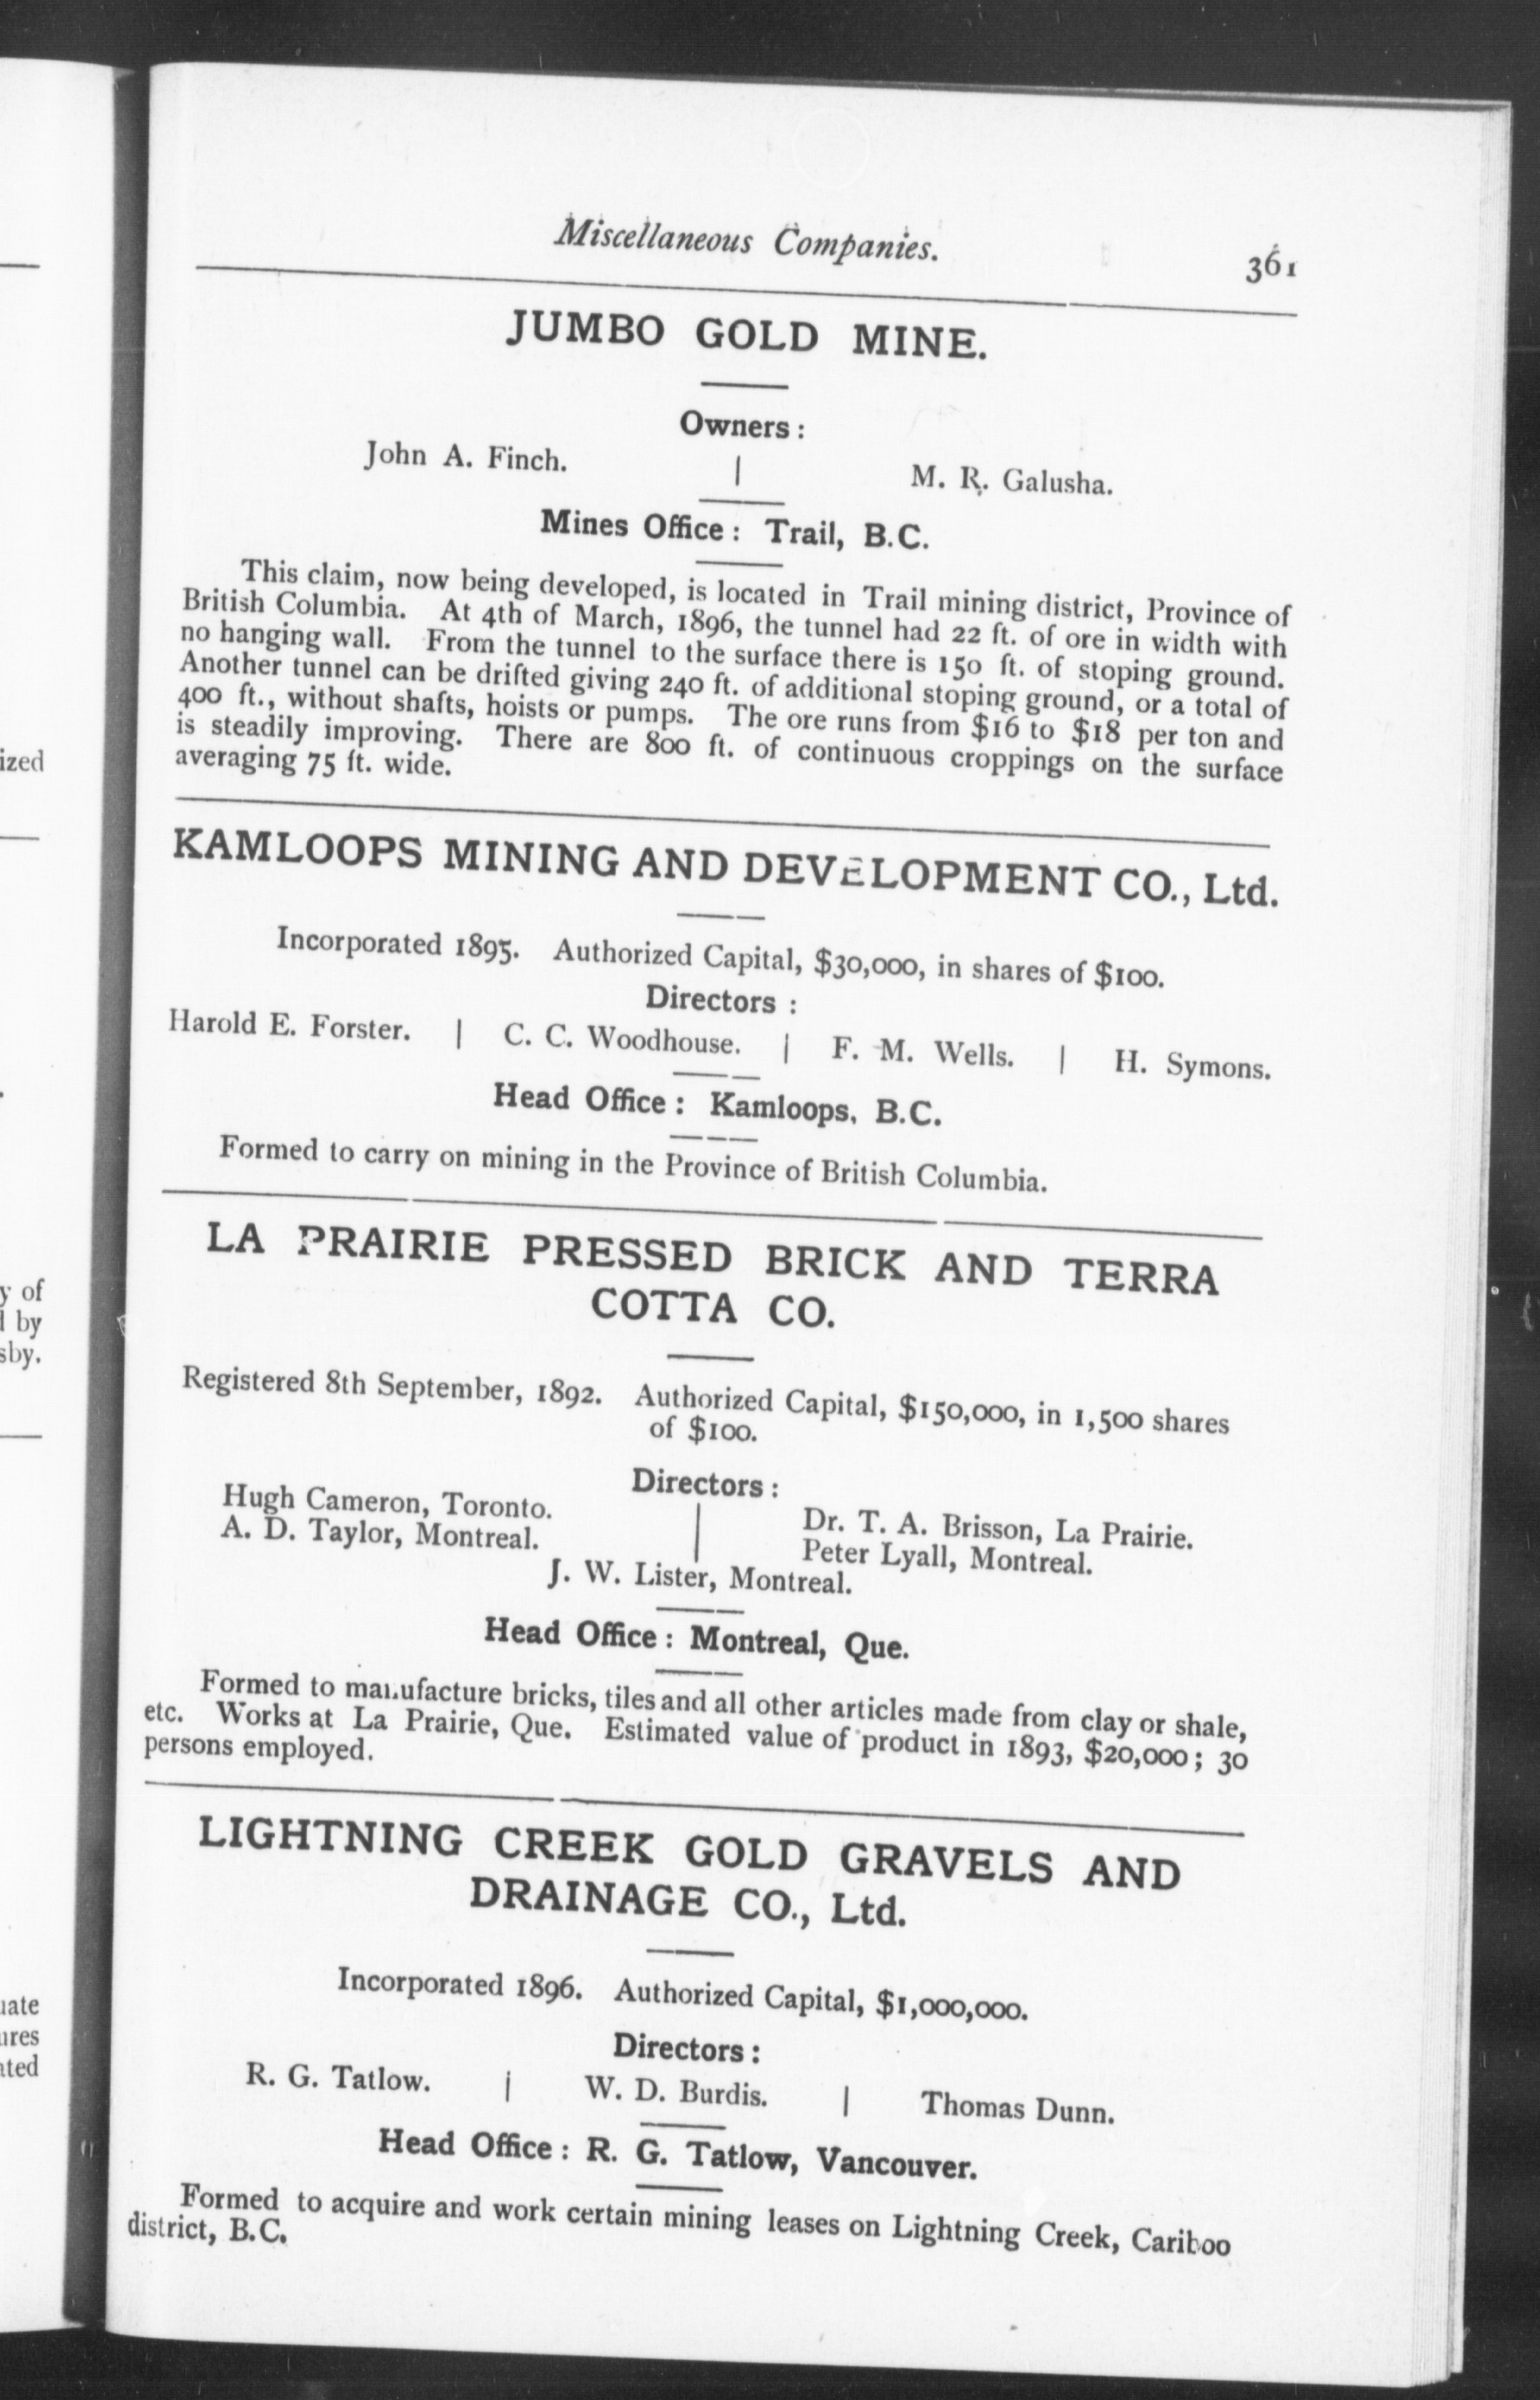 Miscellaneous Companies. 361
JUMBO GOLD MINE.
Owners:
John A. Finch. | M. R. Galusha.
Mines Office: Trail, B.C.
This claim, now being developed, is located in Trail mining district, Province of
British Columbia. At 4th of March, 1896, the tunnel had 22 ft. of ore in width with
no hanging wall. From the tunnel to the surface there is 150 ft. of stoping ground.
Another tunnel can be drifted giving 240 ft. of additional stoping ground, or a total of
400 ft., without shafts, hoists or pumps. The ore runs from $16 to $18 per ton and
is steadily improving. There are 800 ft. of continuous croppings on the surface
averaging 75 ft. wide.
KAMLOOPS MINING AND DEVELOPMENT CO., Ltd.
Incorporated 1895. Authorized Capital, $30,000, in shares of $100.
Directors:
Harold E. Forster. | C. C. Woodhouse. | F. M. Wells. | H. Symons.
Head Office: Kamloops, B.C.
Formed to carry on mining in the Province of British Columbia.
LA PRAIRIE PRESSED BRICK AND TERRA
COTTA CO.
Registered 8th September, 1892. Authorized Capital, $150,000, in 1,500 shares
of $100.
Directors:
Hugh Cameron, Toronto. | Dr. T. A. Brisson, La Prairie.
A. D. Taylor, Montreal. | Peter Lyall, Montreal.
J. W. Lister, Montreal.
Head Office: Montreal, Que.
Formed to manufacture bricks, tiles and all other articles made from clay or shale,
etc. Works at La Prairie, Que. Estimated value of product in 1893, $20,000; 30
persons employed.
LIGHTNING CREEK GOLD GRAVELS AND
DRAINAGE CO., Ltd.
Incorporated 1896. Authorized Capital, $1,000,000.
Directors:
R. G. Tatlow. | W. D. Burdis. | Thomas Dunn.
Head Office: R. G. Tatlow, Vancouver.
Formed to acquire and work certain mining leases on Lightning Creek, Cariboo
district, B.C.